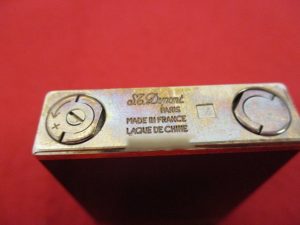 S.T. Dupont
PARIS
MADE IN FRANCE
LAQUE DE CHINE
+